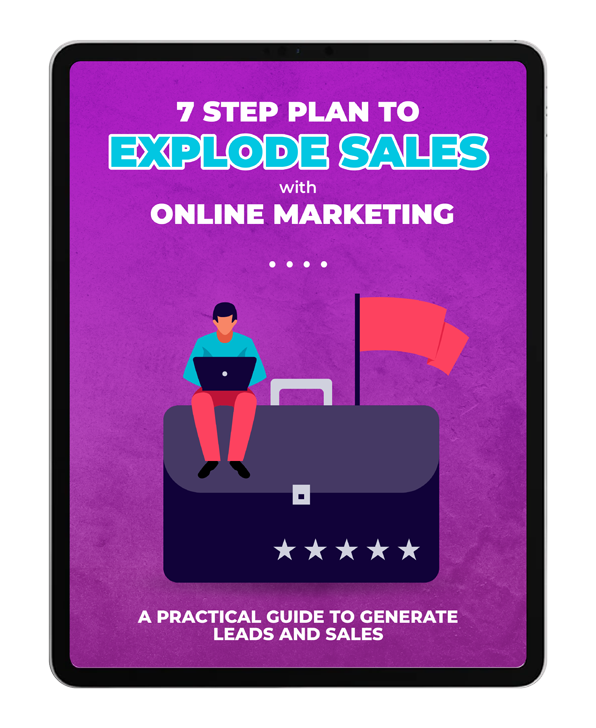 7 STEP PLAN TO
EXPLODE SALES
with
ONLINE MARKETING
A PRACTICAL GUIDE TO GENERATE
LEADS AND SALES